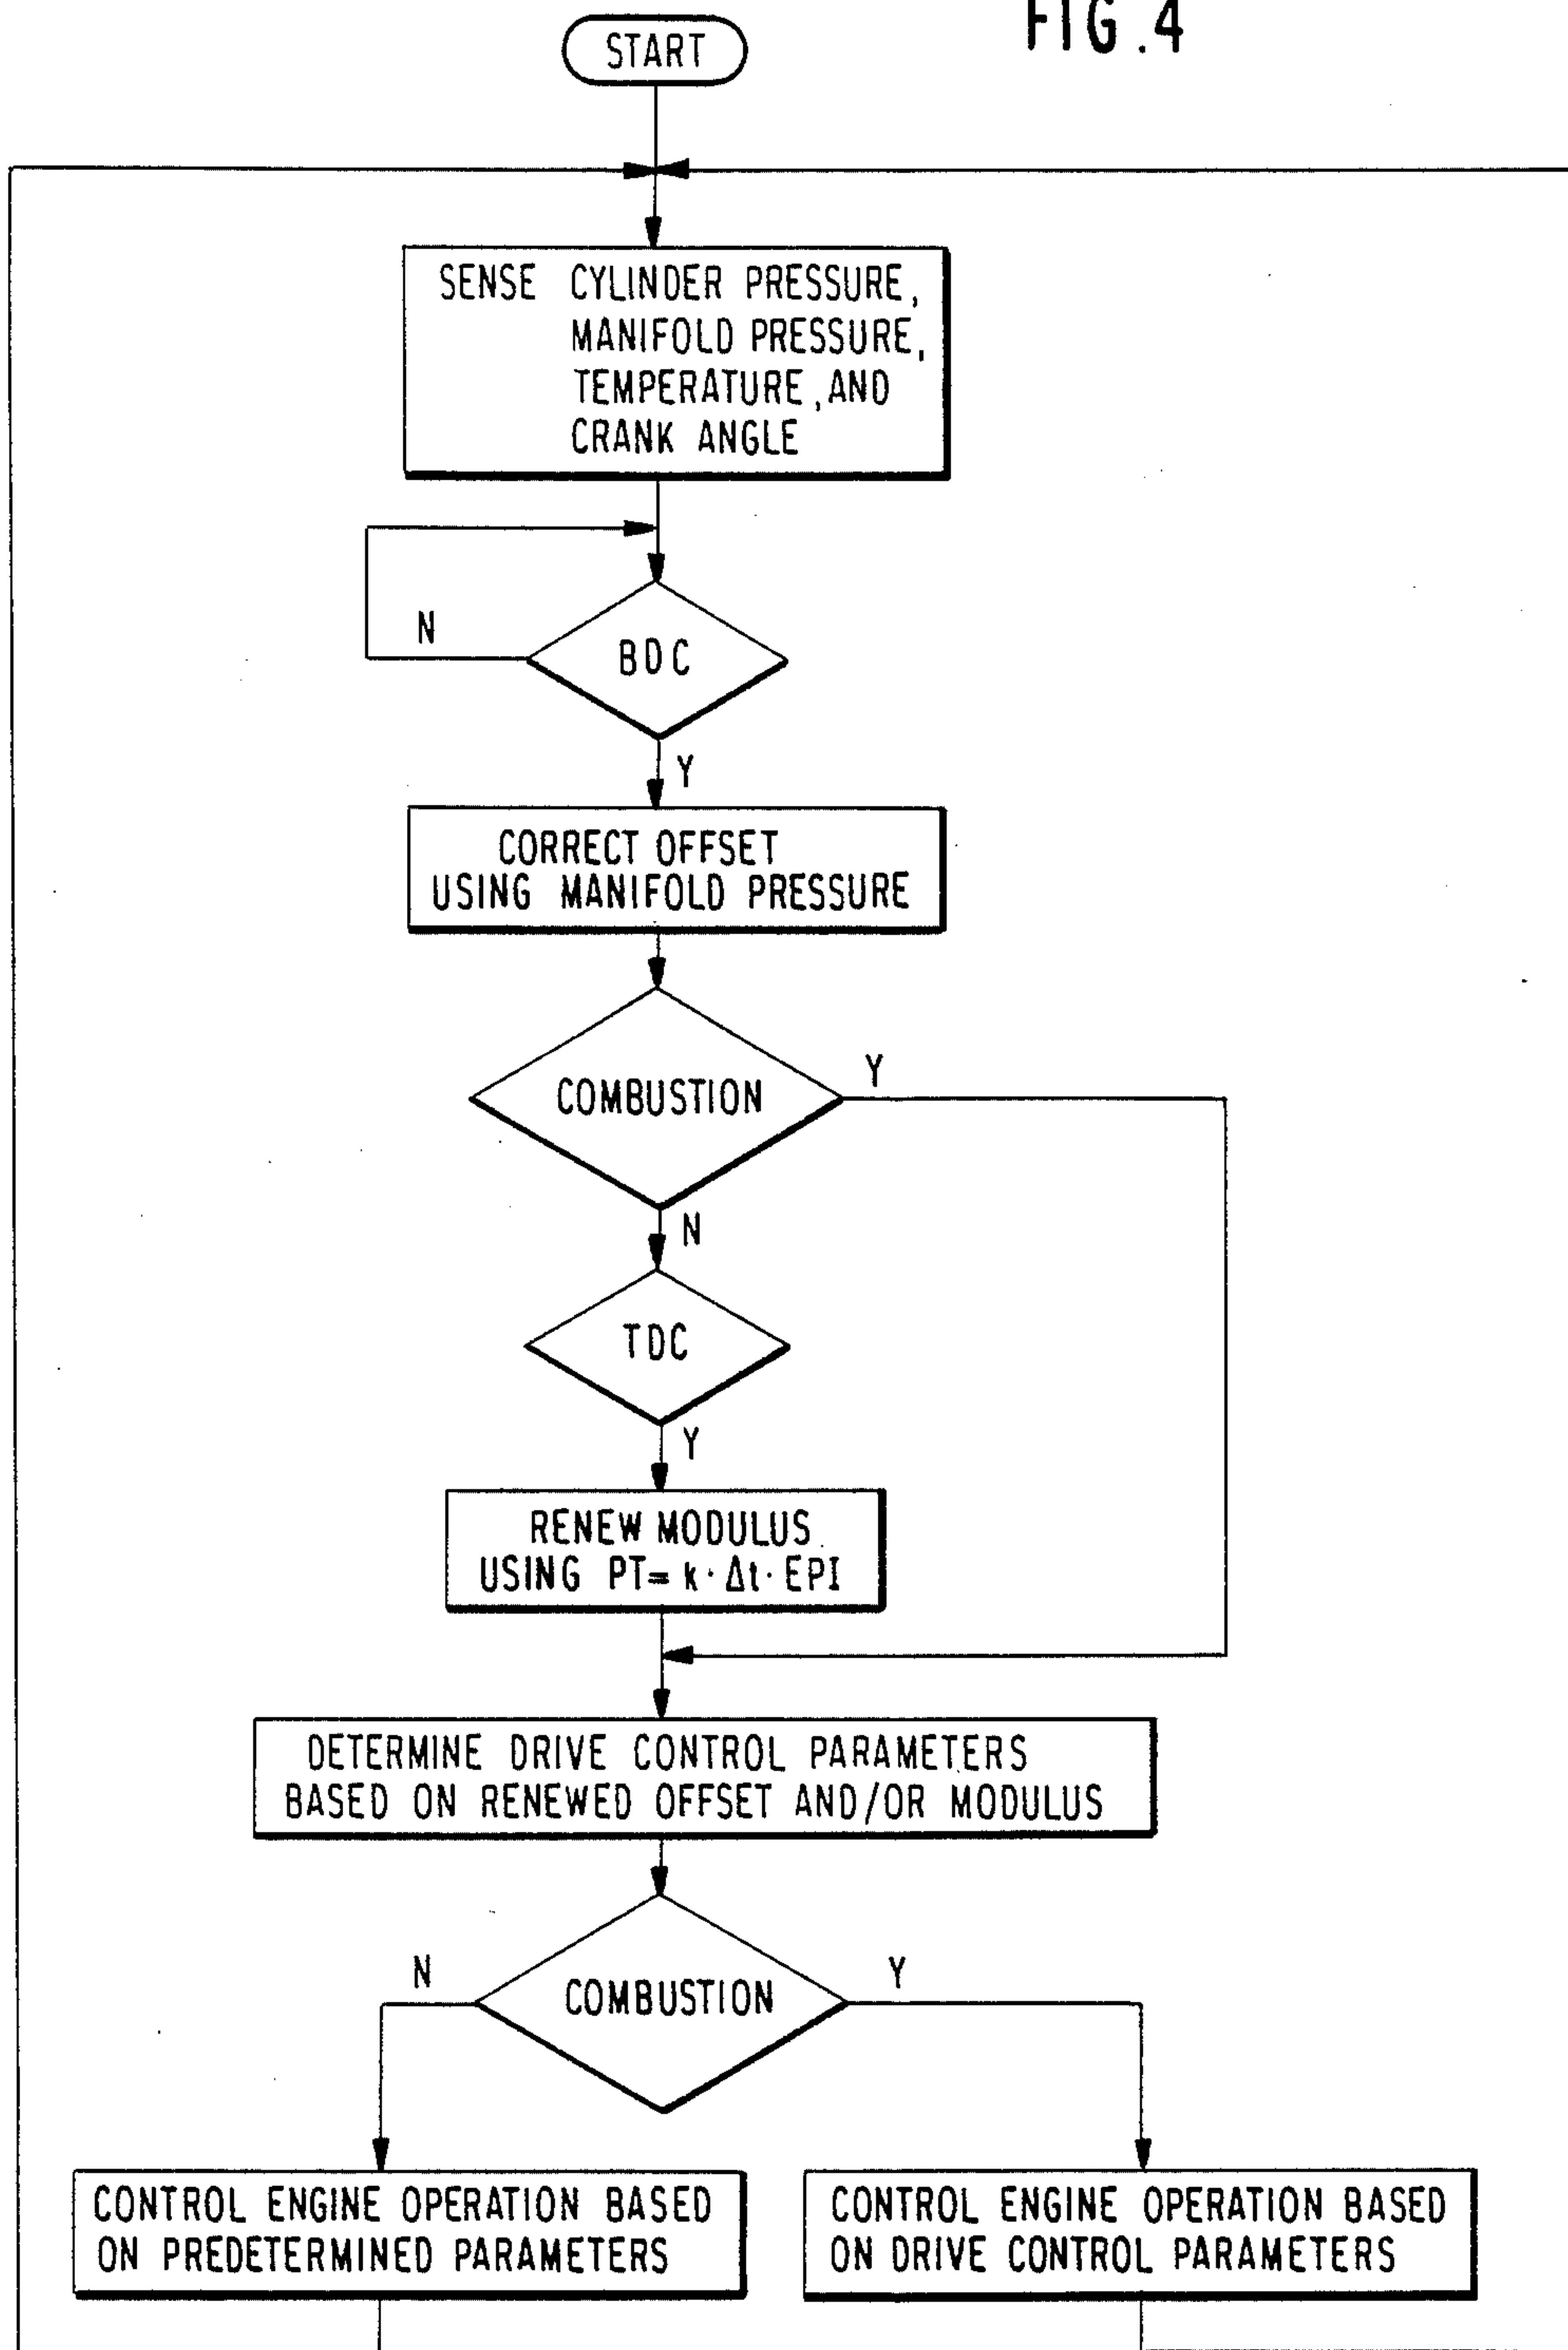 FIG.4
START
SENSE CYLINDER PRESSURE,
MANIFOLD PRESSURE,
TEMPERATURE, AND
CRANK ANGLE
N
BDC
Y
CORRECT OFFSET
USING MANIFOLD PRESSURE
Y
COMBUSTION
N
TDC
Y
RENEW MODULUS
USING PT= k·Δt·EPI
DETERMINE DRIVE CONTROL PARAMETERS
BASED ON RENEWED OFFSET AND/OR MODULUS
N
Y
COMBUSTION
CONTROL ENGINE OPERATION BASED
ON PREDETERMINED PARAMETERS
CONTROL ENGINE OPERATION BASED
ON DRIVE CONTROL PARAMETERS